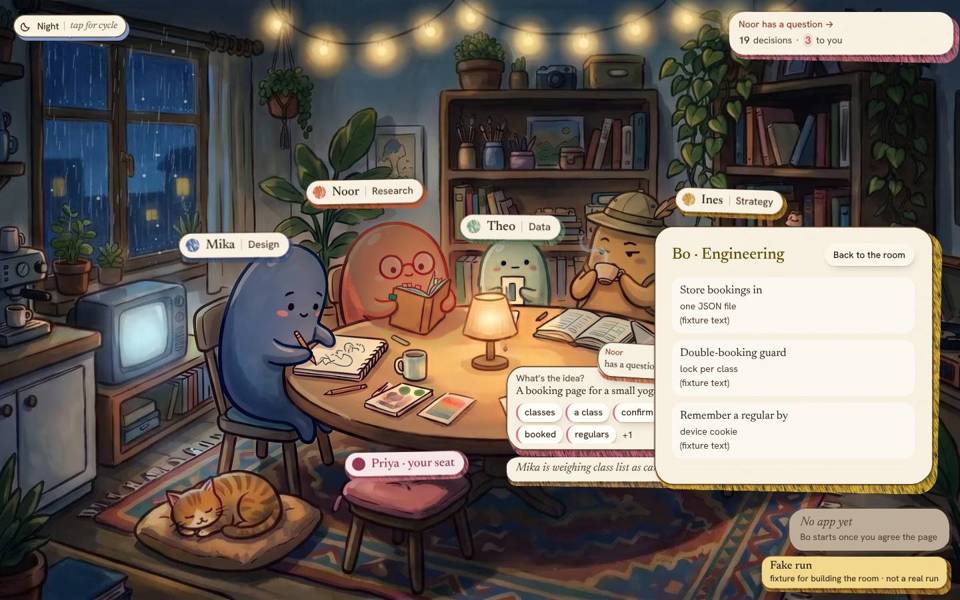 Night | tap for cycle
Noor has a question →
19 decisions · 3 to you
Noor | Research
Ines | Strategy
Theo | Data
Mika | Design
Bo · Engineering
Back to the room
Store bookings in
one JSON file
(fixture text)
Double-booking guard
lock per class
(fixture text)
Remember a regular by
device cookie
(fixture text)
Noor
has a questio
What's the idea?
A booking page for a small yog
classes
a class
confirm
booked
regulars
+1
Mika is weighing class list as ca
Priya · your seat
No app yet
Bo starts once you agree the page
Fake run
fixture for building the room · not a real run